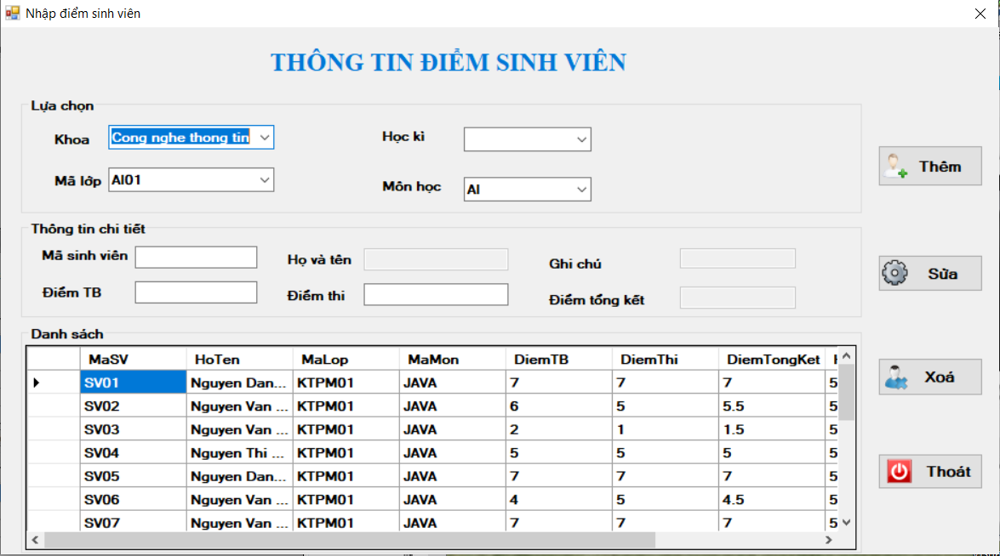 Nhập điểm sinh viên
THÔNG TIN ĐIỂM SINH VIÊN
Lựa chọn
Khoa Cong nghe thong tin Học kì
Mã lớp AI01 Môn học AI
Thông tin chi tiết
Mã sinh viên Họ và tên Ghi chú
Điểm TB Điểm thi Điểm tổng kết
Danh sách
MaSV HoTen MaLop MaMon DiemTB DiemThi DiemTongKet
SV01 Nguyen Dan... KTPM01 JAVA 7 7 7 5
SV02 Nguyen Van ... KTPM01 JAVA 6 5 5.5 5
SV03 Nguyen Van ... KTPM01 JAVA 2 1 1.5 5
SV04 Nguyen Thi ... KTPM01 JAVA 5 5 5 5
SV05 Nguyen Dan... KTPM01 JAVA 7 7 7 5
SV06 Nguyen Van ... KTPM01 JAVA 4 5 4.5 5
SV07 Nguyen Van ... KTPM01 JAVA 7 7 7 5
Thêm
Sửa
Xoá
Thoát